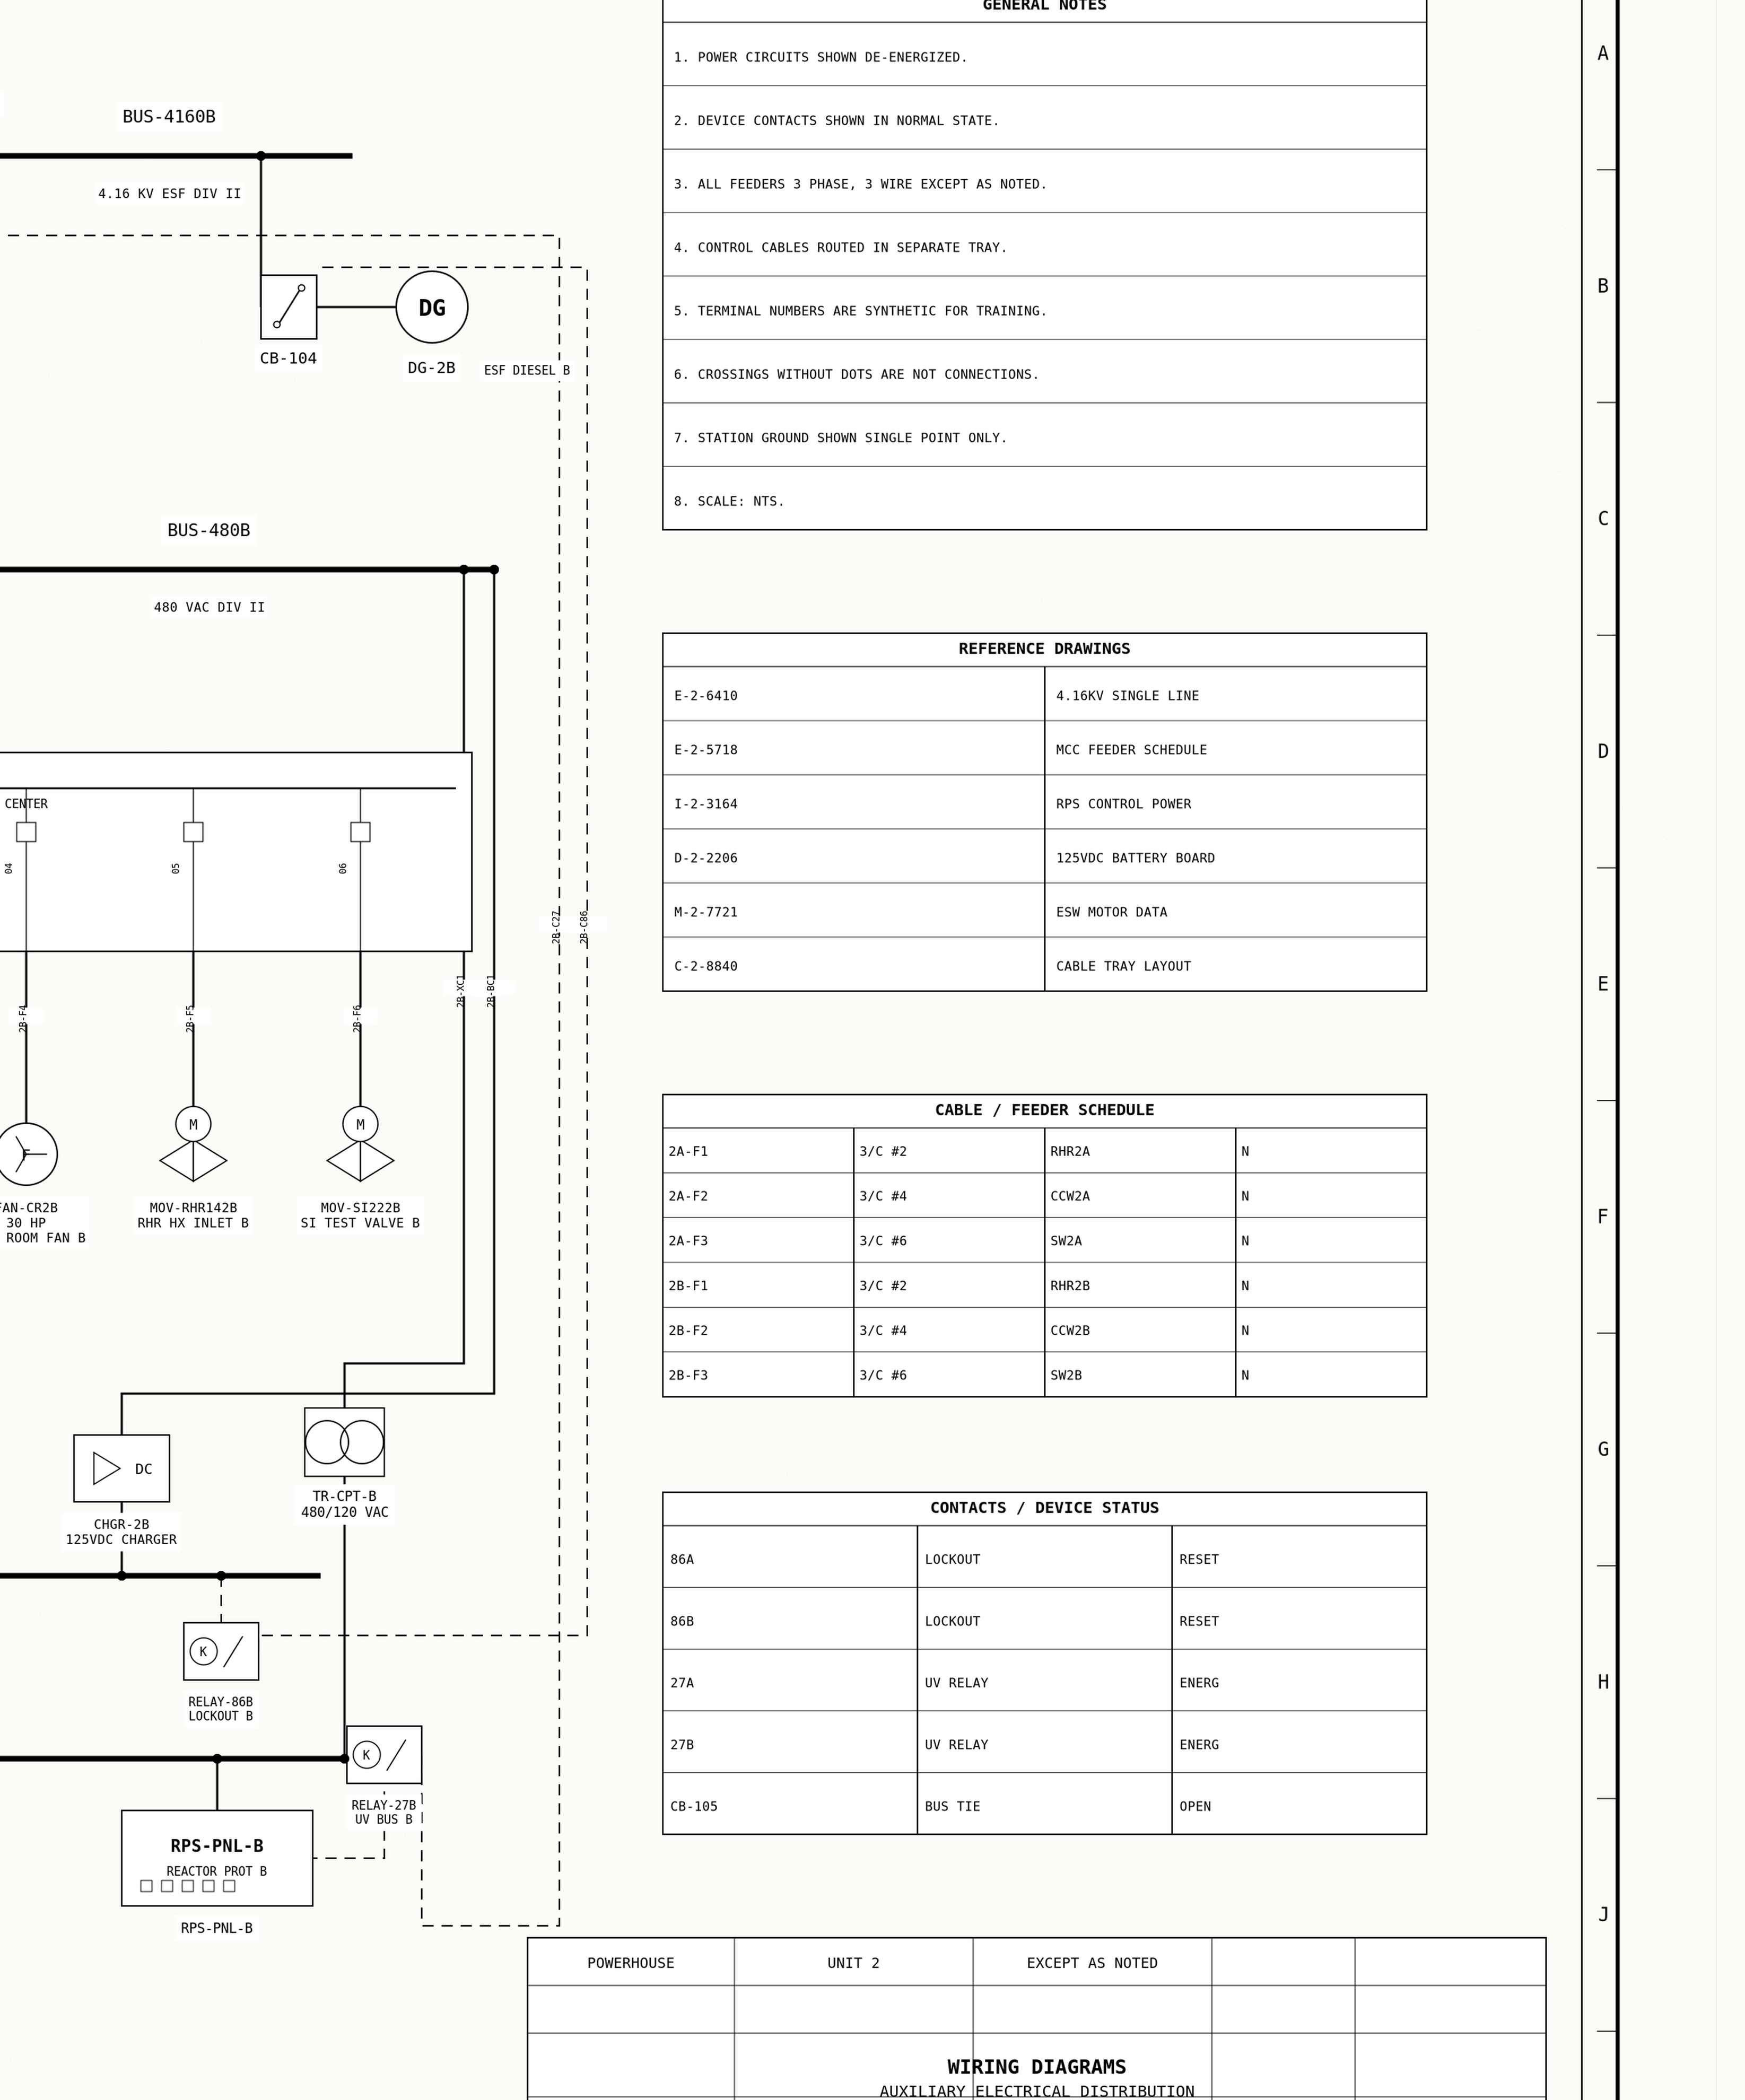 GENERAL NOTES
1. POWER CIRCUITS SHOWN DE-ENERGIZED.
2. DEVICE CONTACTS SHOWN IN NORMAL STATE.
3. ALL FEEDERS 3 PHASE, 3 WIRE EXCEPT AS NOTED.
4. CONTROL CABLES ROUTED IN SEPARATE TRAY.
5. TERMINAL NUMBERS ARE SYNTHETIC FOR TRAINING.
6. CROSSINGS WITHOUT DOTS ARE NOT CONNECTIONS.
7. STATION GROUND SHOWN SINGLE POINT ONLY.
8. SCALE: NTS.
BUS-4160B
4.16 KV ESF DIV II
DG
CB-104
DG-2B
ESF DIESEL B
BUS-480B
480 VAC DIV II
CENTER
04
05
06
2B-C27
2B-C86
2B-XC1
2B-BC1
2B-F4
2B-F5
2B-F6
F
M
M
FAN-CR2B
30 HP
ROOM FAN B
MOV-RHR142B
RHR HX INLET B
MOV-SI222B
SI TEST VALVE B
DC
CHGR-2B
125VDC CHARGER
TR-CPT-B
480/120 VAC
K
RELAY-86B
LOCKOUT B
K
RELAY-27B
UV BUS B
RPS-PNL-B
REACTOR PROT B
RPS-PNL-B
REFERENCE DRAWINGS
E-2-6410 4.16KV SINGLE LINE
E-2-5718 MCC FEEDER SCHEDULE
I-2-3164 RPS CONTROL POWER
D-2-2206 125VDC BATTERY BOARD
M-2-7721 ESW MOTOR DATA
C-2-8840 CABLE TRAY LAYOUT
CABLE / FEEDER SCHEDULE
2A-F1 3/C #2 RHR2A N
2A-F2 3/C #4 CCW2A N
2A-F3 3/C #6 SW2A N
2B-F1 3/C #2 RHR2B N
2B-F2 3/C #4 CCW2B N
2B-F3 3/C #6 SW2B N
CONTACTS / DEVICE STATUS
86A LOCKOUT RESET
86B LOCKOUT RESET
27A UV RELAY ENERG
27B UV RELAY ENERG
CB-105 BUS TIE OPEN
POWERHOUSE UNIT 2 EXCEPT AS NOTED
WIRING DIAGRAMS
AUXILIARY ELECTRICAL DISTRIBUTION
A
B
C
D
E
F
G
H
J